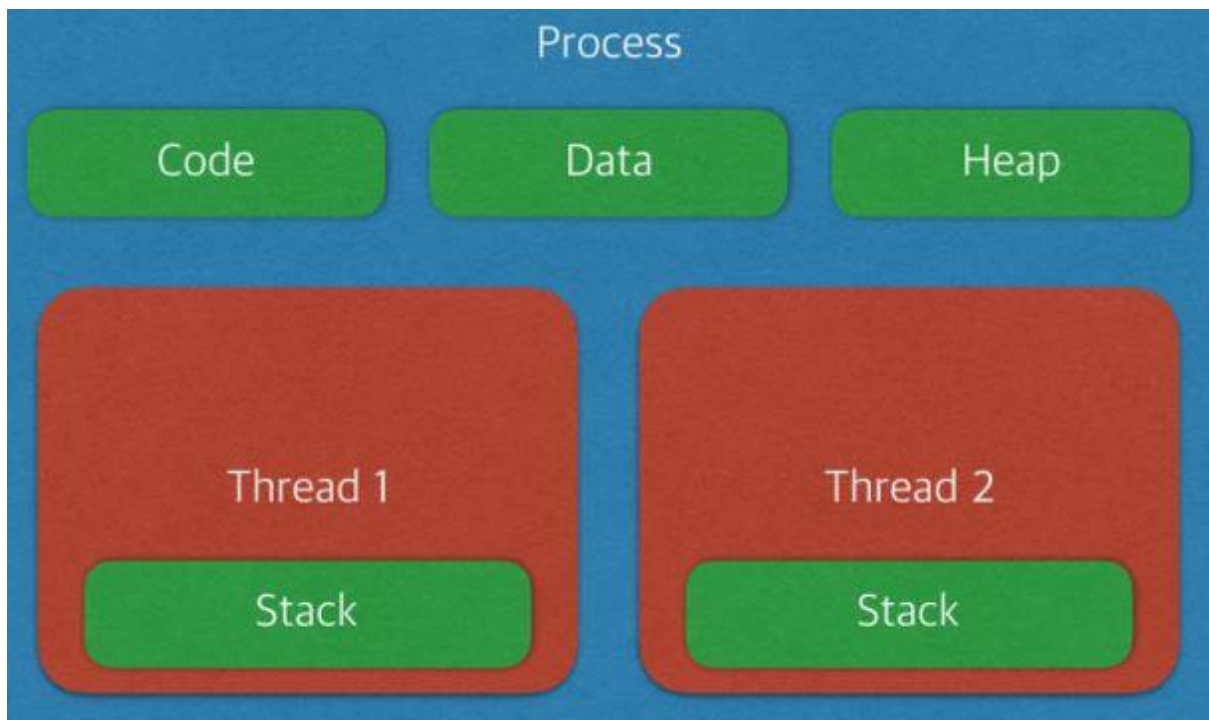 Process
Code
Data
Heap
Thread 1
Thread 2
Stack
Stack